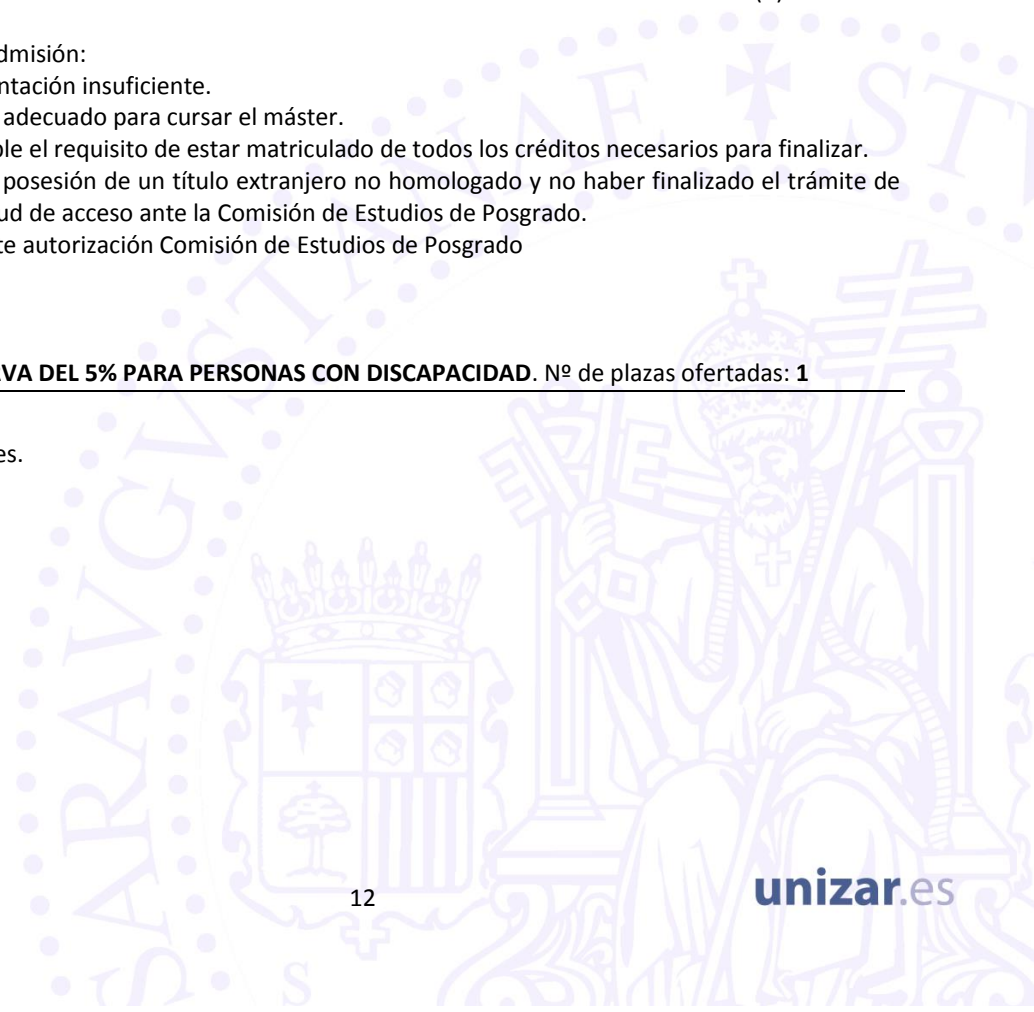 dmisión:
ntación insuficiente.
adecuado para cursar el máster.
ple el requisito de estar matriculado de todos los créditos necesarios para finalizar.
posesión de un título extranjero no homologado y no haber finalizado el trámite de
ud de acceso ante la Comisión de Estudios de Posgrado.
te autorización Comisión de Estudios de Posgrado
VA DEL 5% PARA PERSONAS CON DISCAPACIDAD. Nº de plazas ofertadas: 1
es.
12
unizar.es